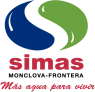 simas
MONCLOVA-FRONTERA
Más agua para vivir